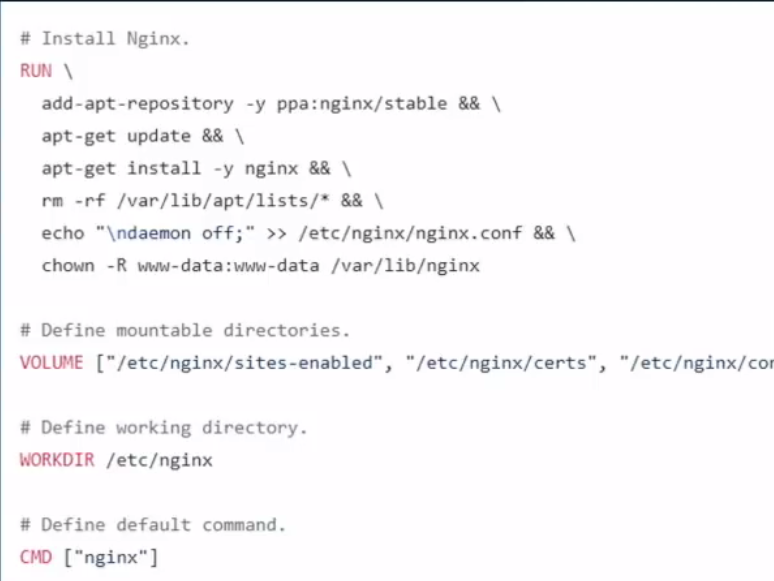 # Install Nginx.
RUN \
  add-apt-repository -y ppa:nginx/stable && \
  apt-get update && \
  apt-get install -y nginx && \
  rm -rf /var/lib/apt/lists/* && \
  echo "\ndaemon off;" >> /etc/nginx/nginx.conf && \
  chown -R www-data:www-data /var/lib/nginx
# Define mountable directories.
VOLUME ["/etc/nginx/sites-enabled", "/etc/nginx/certs", "/etc/nginx/
# Define working directory.
WORKDIR /etc/nginx
# Define default command.
CMD ["nginx"]